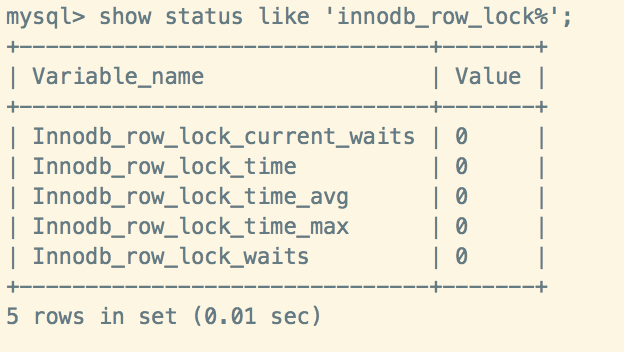 mysql> show status like 'innodb_row_lock%';
+-------------------------------+-------+
| Variable_name                 | Value |
+-------------------------------+-------+
| Innodb_row_lock_current_waits | 0     |
| Innodb_row_lock_time          | 0     |
| Innodb_row_lock_time_avg      | 0     |
| Innodb_row_lock_time_max      | 0     |
| Innodb_row_lock_waits         | 0     |
+-------------------------------+-------+
5 rows in set (0.01 sec)